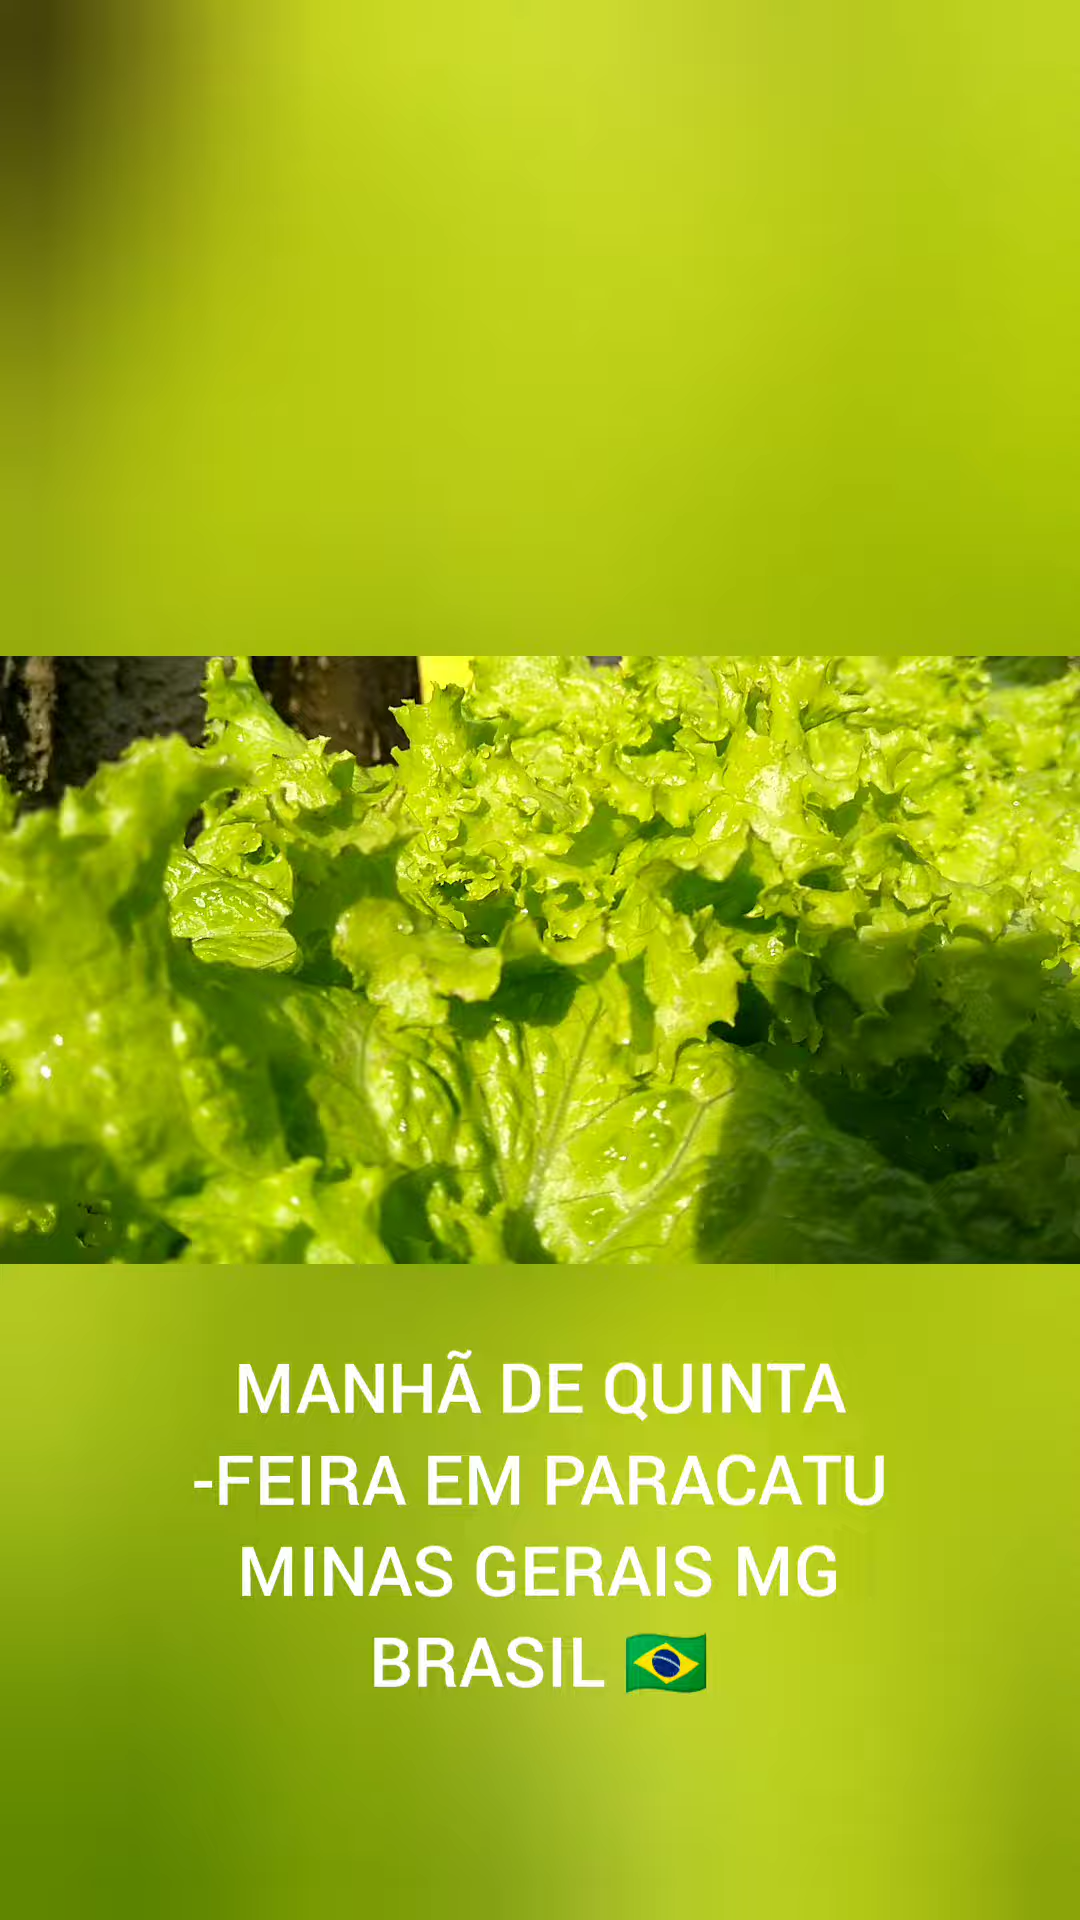 MANHÃ DE QUINTA
-FEIRA EM PARACATU
MINAS GERAIS MG
BRASIL 🇧🇷